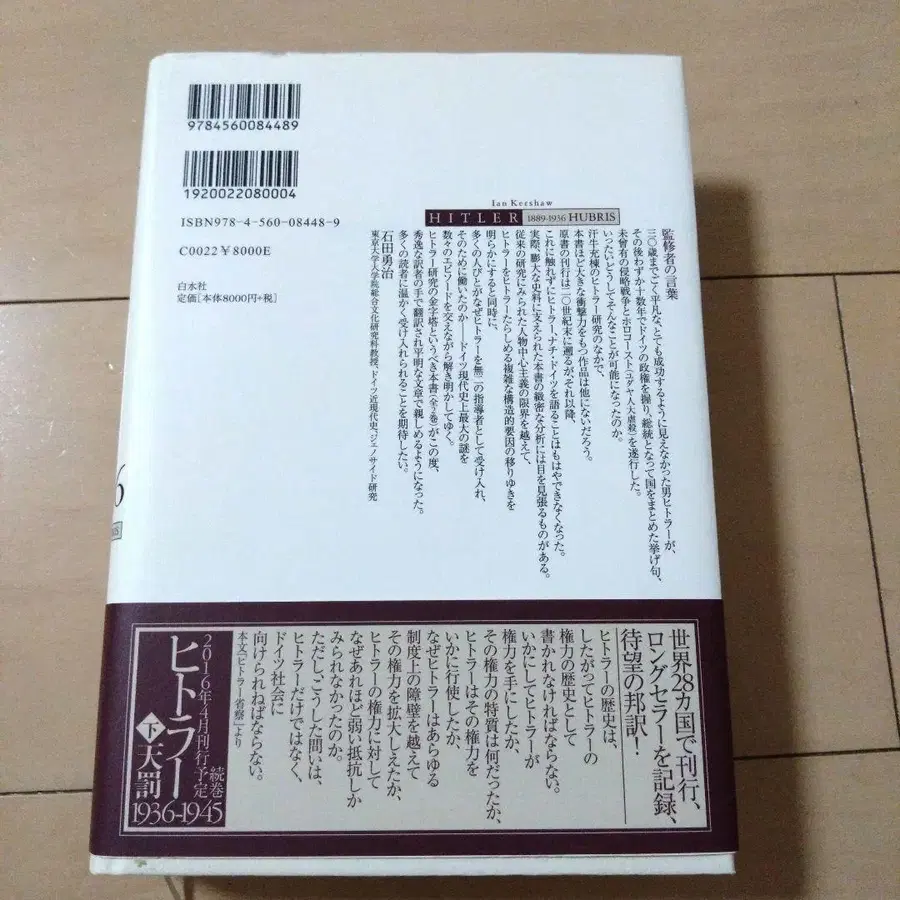 9784560084489
1920022080004
ISBN978-4-560-08448-9
C0022¥8000E
白水社
定価[本体8000円+税]
Ian Kershaw
HITLER 1889-1936 HUBRIS
監修者の言葉
三〇歳までごく平凡な、とても成功するように見えなかった男ヒトラーが、
その後わずか十数年でドイツの政権を握り、総統となって国をまとめた挙げ句、
未曾有の侵略戦争とホロコースト(ユダヤ人大虐殺)を遂行した。
いったいどうしてそんなことが可能になったのか。
汗牛充棟のヒトラー研究のなかで、
本書ほど大きな衝撃力をもつ作品は他にないだろう。
原書の刊行は二〇世紀末に遡るが、それ以降、
これに触れずにヒトラー、ナチ・ドイツを語ることはもはやできなくなった。
実際、膨大な史料に支えられた本書の緻密な分析には目を見張るものがある。
従来の研究にみられた人物中心主義の限界を越えて、
ヒトラーをヒトラーたらしめる複雑な構造的要因の移りゆきを
明らかにすると同時に、
多くの人びとがなぜヒトラーを無二の指導者として受け入れ、
そのために働いたのか――ドイツ現代史上最大の謎を
数々のエピソードを交えながら解き明かしてゆく。
ヒトラー研究の金字塔というべき本書(全2巻)がこの度、
秀逸な訳者の手で翻訳され平明な文章で親しめるようになった。
多くの読者に温かく受け入れられることを期待したい。
石田勇治
東京大学大学院総合文化研究科教授、ドイツ近現代史、ジェノサイド研究
6
BRIS
世界28カ国で刊行、
ロングセラーを記録、
待望の邦訳!
ヒトラーの歴史は、
したがってヒトラーの
権力の歴史として
書かれなければならない。
いかにしてヒトラーが
権力を手にしたか、
その権力の特質は何だったか、
ヒトラーはその権力を
いかに行使したか、
なぜヒトラーはあらゆる
制度上の障壁を越えて
その権力を拡大しえたか、
ヒトラーの権力に対して
なぜあれほど弱い抵抗しか
みられなかったのか。
ただし、こうした問いは、
ヒトラーだけではなく、
ドイツ社会に
向けられねばならない。
本文「ヒトラー省察」より
続巻
2016年4月刊行予定
ヒトラー
下 天罰
1936-1945